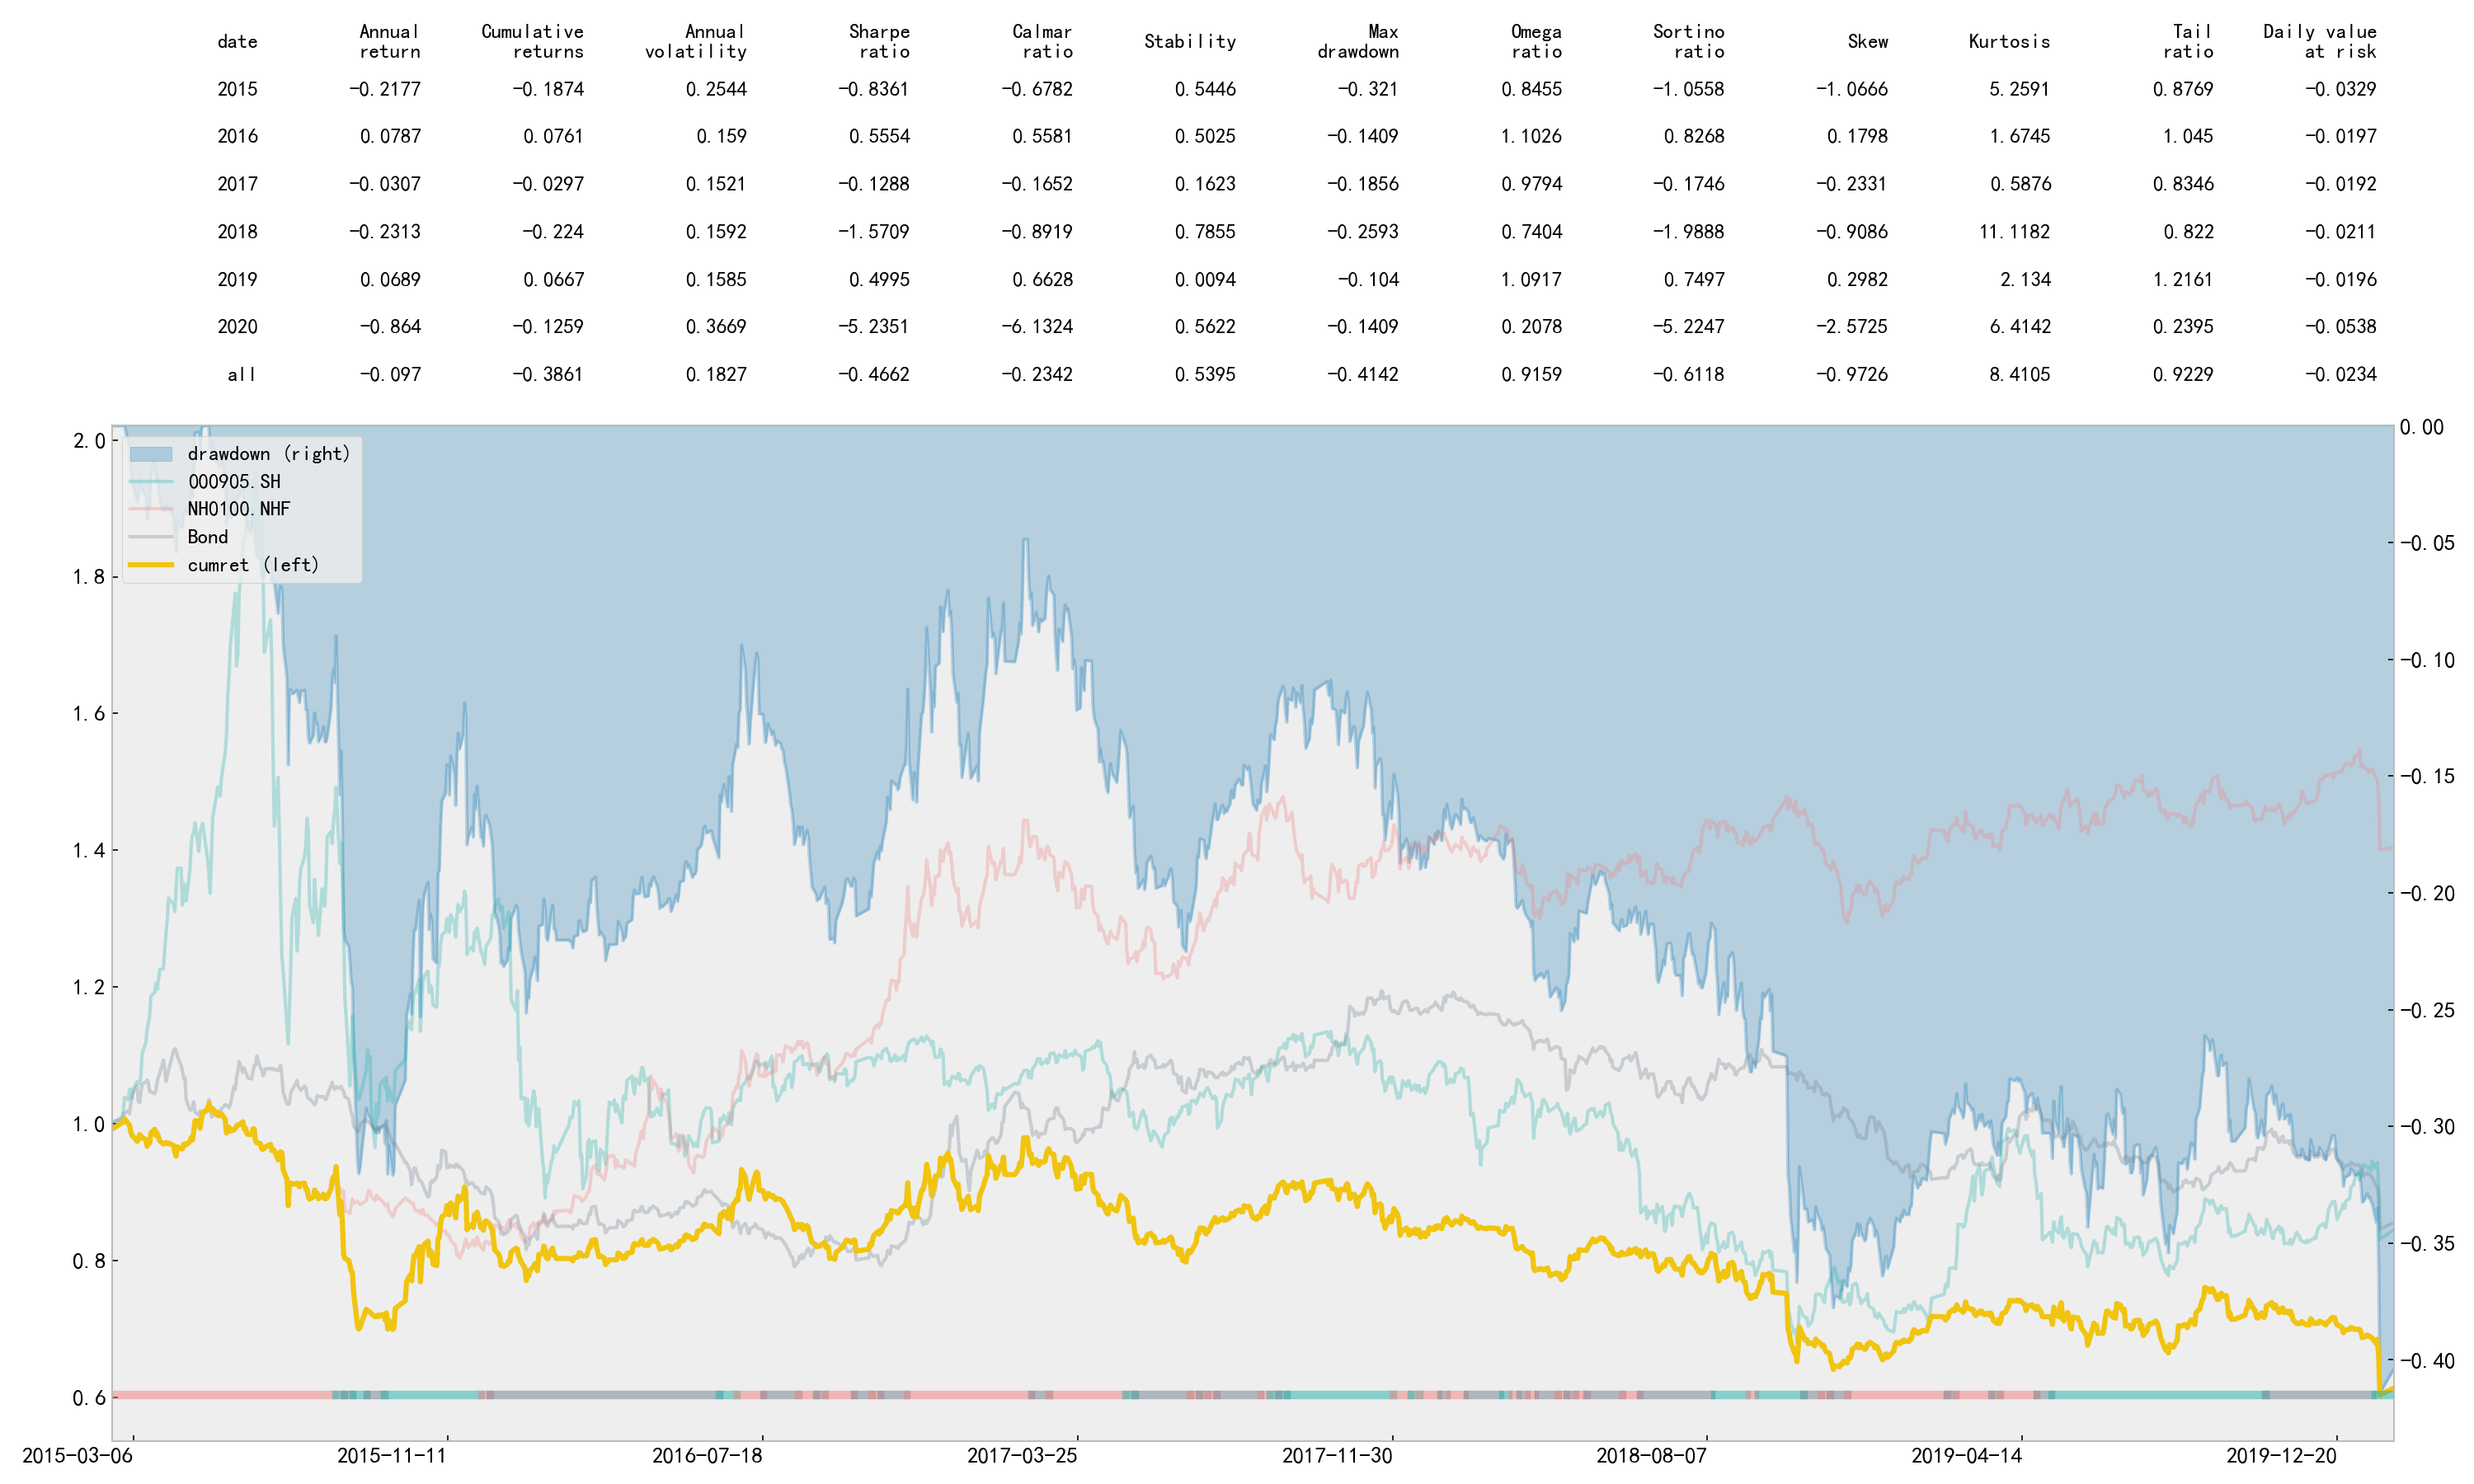 date Annual return Cumulative returns Annual volatility Sharpe ratio Calmar ratio Stability Max drawdown Omega ratio Sortino ratio Skew Kurtosis Tail ratio Daily value at risk
2015 -0.2177 -0.1874 0.2544 -0.8361 -0.6782 0.5446 -0.321 0.8455 -1.0558 -1.0666 5.2591 0.8769 -0.0329
2016 0.0787 0.0761 0.159 0.5554 0.5581 0.5025 -0.1409 1.1026 0.8268 0.1798 1.6745 1.045 -0.0197
2017 -0.0307 -0.0297 0.1521 -0.1288 -0.1652 0.1623 -0.1856 0.9794 -0.1746 -0.2331 0.5876 0.8346 -0.0192
2018 -0.2313 -0.224 0.1592 -1.5709 -0.8919 0.7855 -0.2593 0.7404 -1.9888 -0.9086 11.1182 0.822 -0.0211
2019 0.0689 0.0667 0.1585 0.4995 0.6628 0.0094 -0.104 1.0917 0.7497 0.2982 2.134 1.2161 -0.0196
2020 -0.864 -0.1259 0.3669 -5.2351 -6.1324 0.5622 -0.1409 0.2078 -5.2247 -2.5725 6.4142 0.2395 -0.0538
all -0.097 -0.3861 0.1827 -0.4662 -0.2342 0.5395 -0.4142 0.9159 -0.6118 -0.9726 8.4105 0.9229 -0.0234
drawdown (right)
000905.SH
NH0100.NHF
Bond
cumret (left)
2.0
1.8
1.6
1.4
1.2
1.0
0.8
0.6
0.00
-0.05
-0.10
-0.15
-0.20
-0.25
-0.30
-0.35
-0.40
2015-03-06 2015-11-11 2016-07-18 2017-03-25 2017-11-30 2018-08-07 2019-04-14 2019-12-20